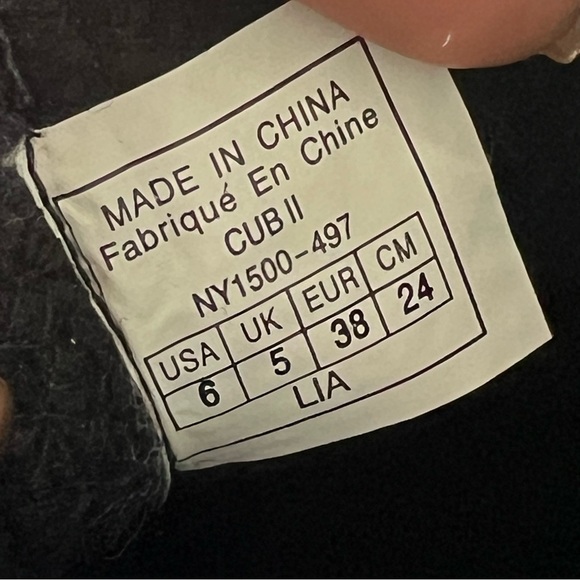 MADE IN CHINA
Fabriqué En Chine
CUB II
NY1500-497
USA UK EUR CM
6 5 38 24
LIA